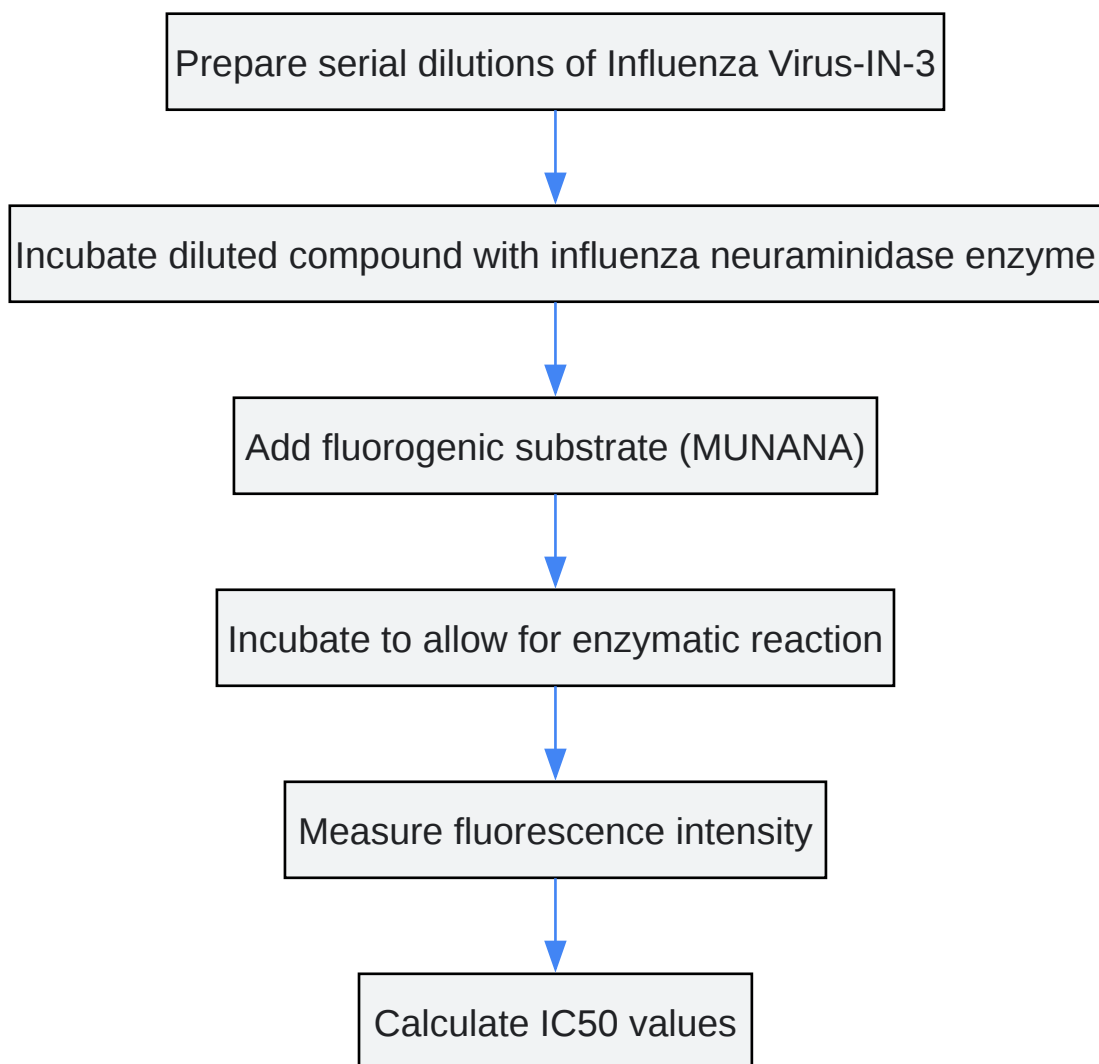 Prepare serial dilutions of Influenza Virus-IN-3
Incubate diluted compound with influenza neuraminidase enzyme
Add fluorogenic substrate (MUNANA)
Incubate to allow for enzymatic reaction
Measure fluorescence intensity
Calculate IC50 values